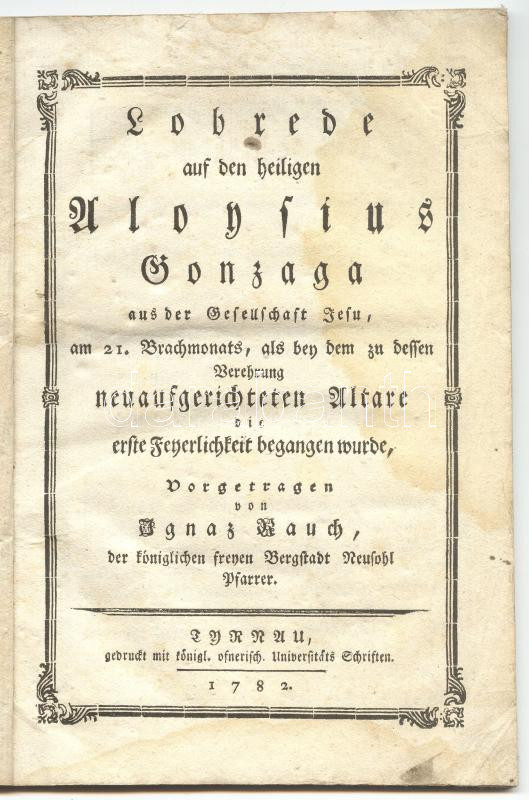 Lobrede
auf den heiligen
Aloysius
Gonzaga
aus der Gesellschaft Jesu,
am 21. Brachmonats, als bey dem zu dessen
Verehrung
neuaufgerichteten Altare
die
erste Feyerlichkeit begangen wurde,
Vorgetragen
von
Ignaz Rauch,
der königlichen freyen Bergstadt Neusohl
Pfarrer.
TYRNAU,
gedruckt mit königl. ofnerisch. Universitäts Schriften.
1782.